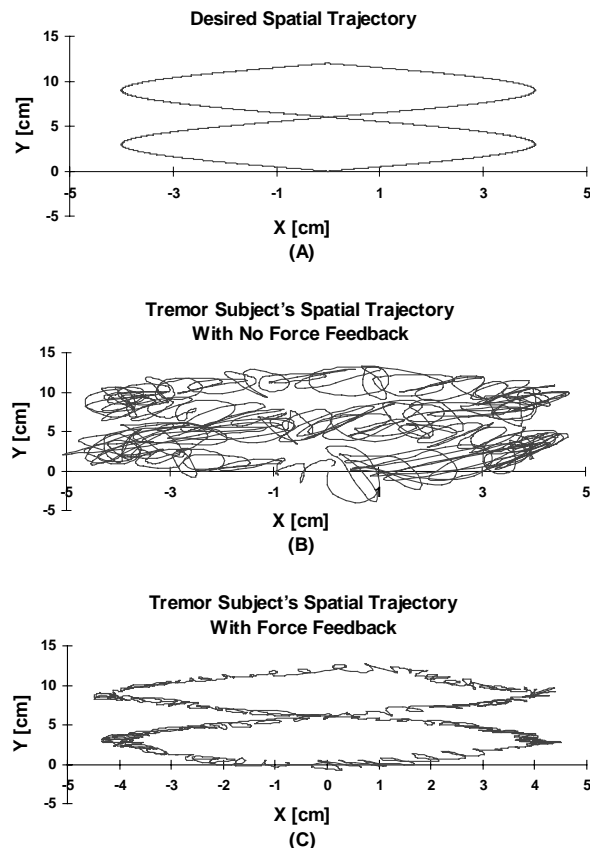 Desired Spatial Trajectory
15
10
5
0
-5
Y [cm]
-5 -3 -1 1 3 5
X [cm]
(A)
Tremor Subject's Spatial Trajectory
With No Force Feedback
15
10
5
0
-5
Y [cm]
-5 -3 -1 1 3 5
X [cm]
(B)
Tremor Subject's Spatial Trajectory
With Force Feedback
15
10
5
0
-5
Y [cm]
-5 -4 -3 -2 -1 0 1 2 3 4 5
X [cm]
(C)